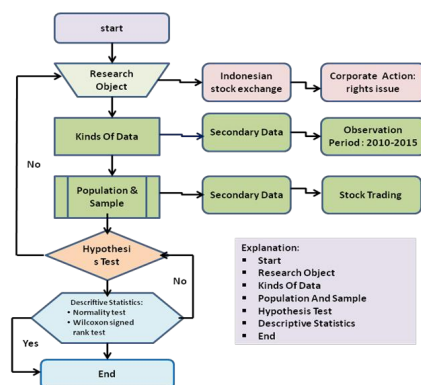 start
Research
Object
Indonesian
stock exchange
Corporate Action:
rights issue
Kinds Of Data
Secondary Data
Observation
Period : 2010-2015
No
Population &
Sample
Secondary Data
Stock Trading
Hypothesi
s Test
No
Descriftive Statistics:
• Normality test
• Wilcoxon signed
rank test
Yes
End
Explanation:
▪ Start
▪ Research Object
▪ Kinds Of Data
▪ Population And Sample
▪ Hypothesis Test
▪ Descriptive Statistics
▪ End